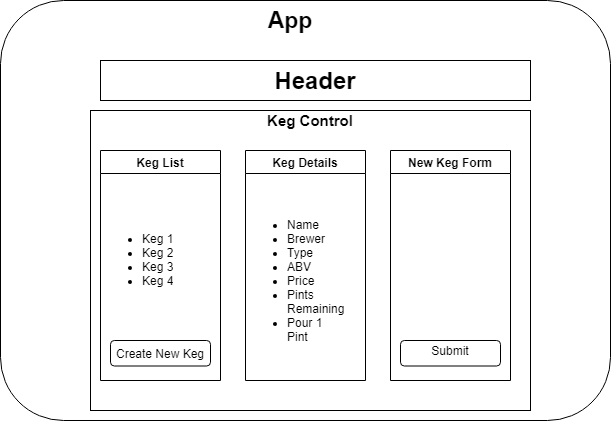 App
Header
Keg Control
Keg List
Keg 1
Keg 2
Keg 3
Keg 4
Create New Keg
Keg Details
Name
Brewer
Type
ABV
Price
Pints
Remaining
Pour 1
Pint
New Keg Form
Submit